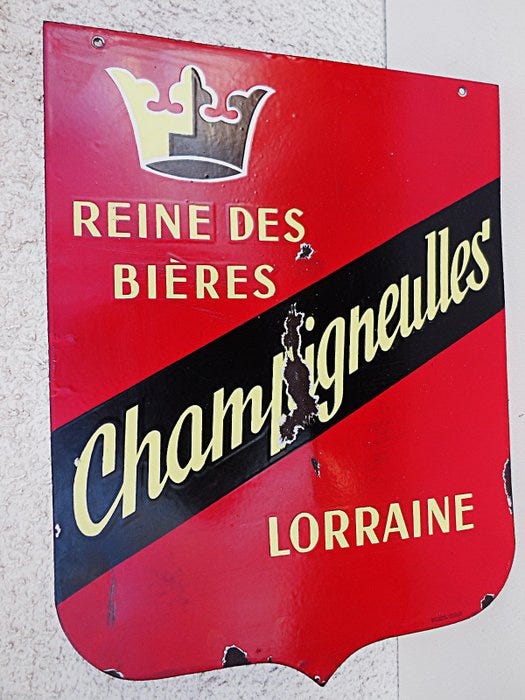 REINE DES
BIÈRES
Champigneulles
LORRAINE